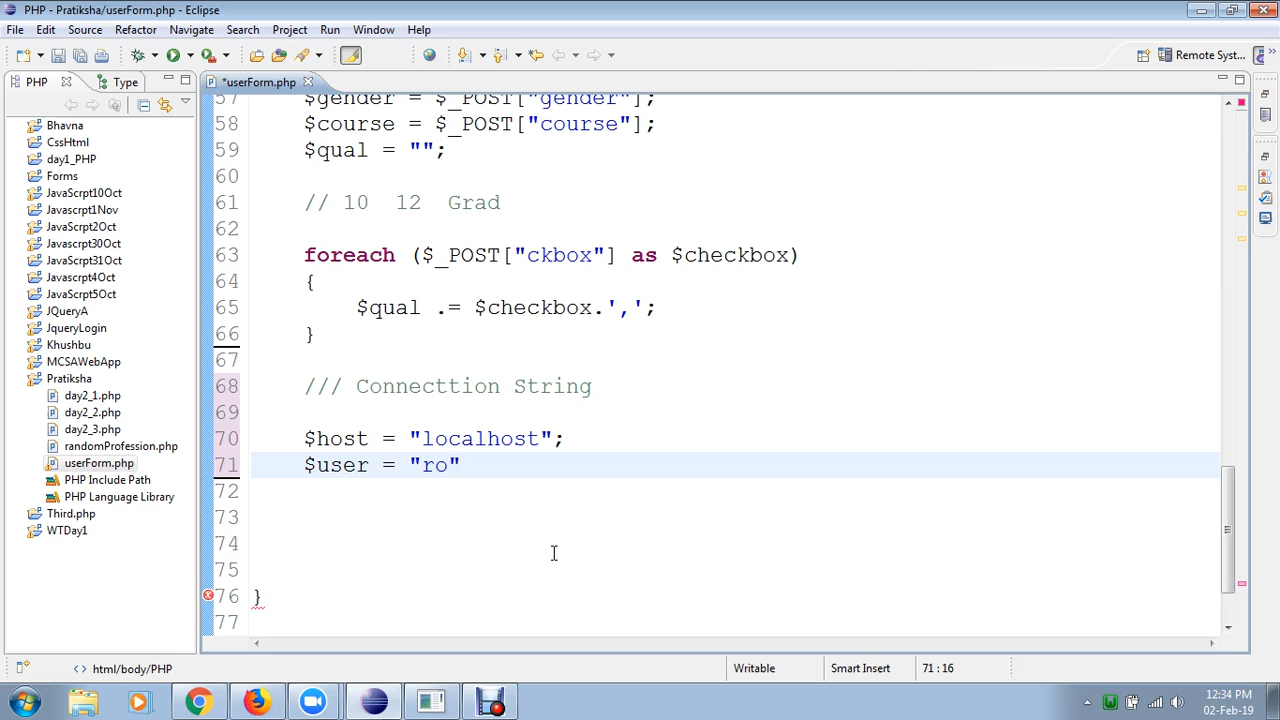 PHP - Pratiksha/userForm.php - Eclipse
File Edit Source Refactor Navigate Search Project Run Window Help
Remote Syst...
PHP Type
*userForm.php
Bhavna
CssHtml
day1_PHP
Forms
JavaScrpt10Oct
Javascrpt1Nov
JavaScrpt2Oct
Javascrpt30Oct
JavaScrpt31Oct
Javascrpt4Oct
JavaScrpt5Oct
JQueryA
JqueryLogin
Khushbu
MCSAWebApp
Pratiksha
day2_1.php
day2_2.php
day2_3.php
randomProfession.php
userForm.php
PHP Include Path
PHP Language Library
Third.php
WTDay1
57 $gender = $_POST["gender"];
58 $course = $_POST["course"];
59 $qual = "";
60
61 // 10 12 Grad
62
63 foreach ($_POST["ckbox"] as $checkbox)
64 {
65 $qual .= $checkbox.',';
66 }
67
68 /// Connecttion String
69
70 $host = "localhost";
71 $user = "ro"
72
73
74
75
76 }
77
<> html/body/PHP
Writable
Smart Insert
71 : 16
12:34 PM
02-Feb-19